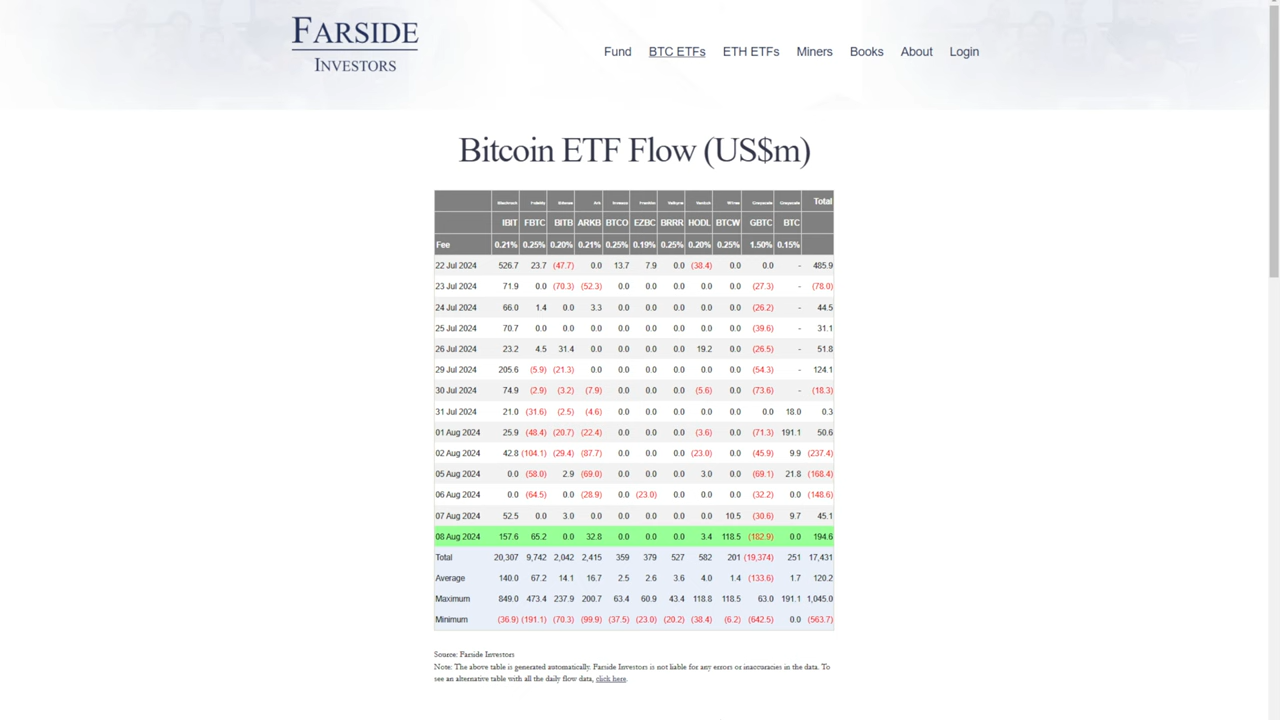 FARSIDE
INVESTORS
Fund BTC ETFs ETH ETFs Miners Books About Login
Bitcoin ETF Flow (US$m)
Blackrock Fidelity Bitwise Ark Invesco Franklin Valkyrie VanEck Wtree Grayscale Grayscale Total
IBIT FBTC BITB ARKB BTCO EZBC BRRR HODL BTCW GBTC BTC
Fee 0.21% 0.25% 0.20% 0.21% 0.25% 0.19% 0.25% 0.20% 0.25% 1.50% 0.15%
22 Jul 2024 526.7 23.7 (47.7) 0.0 13.7 7.9 0.0 (38.4) 0.0 0.0 - 485.9
23 Jul 2024 71.9 0.0 (70.3) (52.3) 0.0 0.0 0.0 0.0 0.0 (27.3) - (78.0)
24 Jul 2024 66.0 1.4 0.0 3.3 0.0 0.0 0.0 0.0 0.0 (26.2) - 44.5
25 Jul 2024 70.7 0.0 0.0 0.0 0.0 0.0 0.0 0.0 0.0 (39.6) - 31.1
26 Jul 2024 23.2 4.5 31.4 0.0 0.0 0.0 0.0 19.2 0.0 (26.5) - 51.8
29 Jul 2024 205.6 (5.9) (21.3) 0.0 0.0 0.0 0.0 0.0 0.0 (54.3) - 124.1
30 Jul 2024 74.9 (2.9) (3.2) (7.9) 0.0 0.0 0.0 (5.6) 0.0 (73.6) - (18.3)
31 Jul 2024 21.0 (31.6) (2.5) (4.6) 0.0 0.0 0.0 0.0 0.0 0.0 18.0 0.3
01 Aug 2024 25.9 (48.4) (20.7) (22.4) 0.0 0.0 0.0 (3.6) 0.0 (71.3) 191.1 50.6
02 Aug 2024 42.8 (104.1) (29.4) (87.7) 0.0 0.0 0.0 (23.0) 0.0 (45.9) 9.9 (237.4)
05 Aug 2024 0.0 (58.0) 2.9 (69.0) 0.0 0.0 0.0 3.0 0.0 (69.1) 21.8 (168.4)
06 Aug 2024 0.0 (64.5) 0.0 (28.9) 0.0 (23.0) 0.0 0.0 0.0 (32.2) 0.0 (148.6)
07 Aug 2024 52.5 0.0 3.0 0.0 0.0 0.0 0.0 0.0 10.5 (30.6) 9.7 45.1
08 Aug 2024 157.6 65.2 0.0 32.8 0.0 0.0 0.0 3.4 118.5 (182.9) 0.0 194.6
Total 20,307 9,742 2,042 2,415 359 379 527 582 201 (19,374) 251 17,431
Average 140.0 67.2 14.1 16.7 2.5 2.6 3.6 4.0 1.4 (133.6) 1.7 120.2
Maximum 849.0 473.4 237.9 200.7 63.4 60.9 43.4 118.8 118.5 63.0 191.1 1,045.0
Minimum (36.9) (191.1) (70.3) (99.9) (37.5) (23.0) (20.2) (38.4) (6.2) (642.5) 0.0 (563.7)
Source: Farside Investors
Note: The above table is generated automatically. Farside Investors is not liable for any errors or inaccuracies in the data. To
see an alternative table with all the daily flow data, click here.